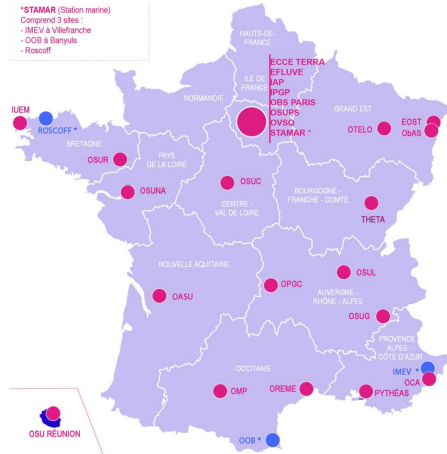 *STAMAR (Station marine)
Comprend 3 sites :
- IMEV à Villefranche
- OOB à Banyuls
- Roscoff
HAUTS-DE-
FRANCE
ECCE TERRA
EFLUVE
IAP
IPGP
OBS PARIS
OSUPS
OVSQ
STAMAR *
ILE DE
FRANCE
NORMANDIE
GRAND EST
IUEM
ROSCOFF *
OTELO
EOST
ObAS
BRETAGNE
OSUR
PAYS
DE LA LOIRE
OSUNA
OSUC
CENTRE -
VAL DE LOIRE
BOURGOGNE -
FRANCHE - COMTÉ
THETA
NOUVELLE AQUITAINE
OASU
OPGC
OSUL
AUVERGNE -
RHÔNE - ALPES
OSUG
PROVENCE
ALPES -
CÔTE D'AZUR
OCCITANIE
IMEV *
OCA
OMP
OREME
PYTHÉAS
OSU RÉUNION
OOB *